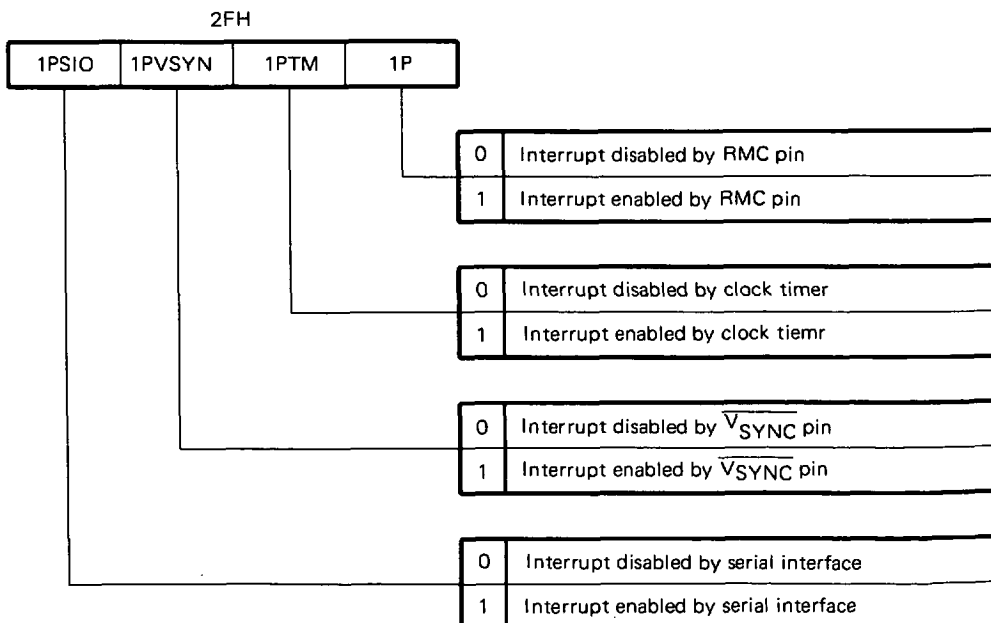 2FH
1PSIO 1PVSYN 1PTM 1P
0 Interrupt disabled by RMC pin
1 Interrupt enabled by RMC pin
0 Interrupt disabled by clock timer
1 Interrupt enabled by clock tiemr
0 Interrupt disabled by VSYNC pin
1 Interrupt enabled by VSYNC pin
0 Interrupt disabled by serial interface
1 Interrupt enabled by serial interface